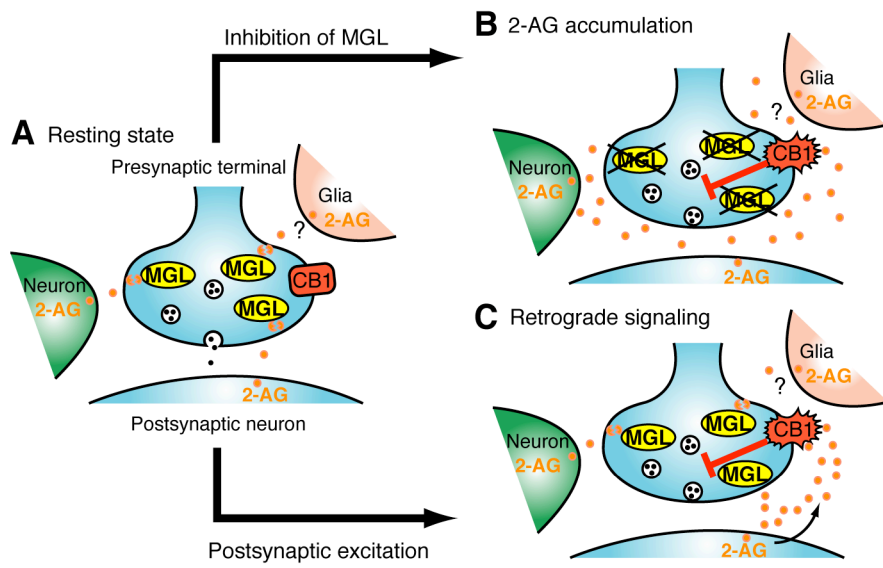 Inhibition of MGL
A Resting state
Presynaptic terminal
Glia
2-AG
?
Neuron
2-AG
MGL
MGL
MGL
CB1
2-AG
Postsynaptic neuron
Postsynaptic excitation
B 2-AG accumulation
Glia
2-AG
?
Neuron
2-AG
MGL
MGL
MGL
CB1
2-AG
C Retrograde signaling
Glia
2-AG
?
Neuron
2-AG
MGL
MGL
MGL
CB1
2-AG